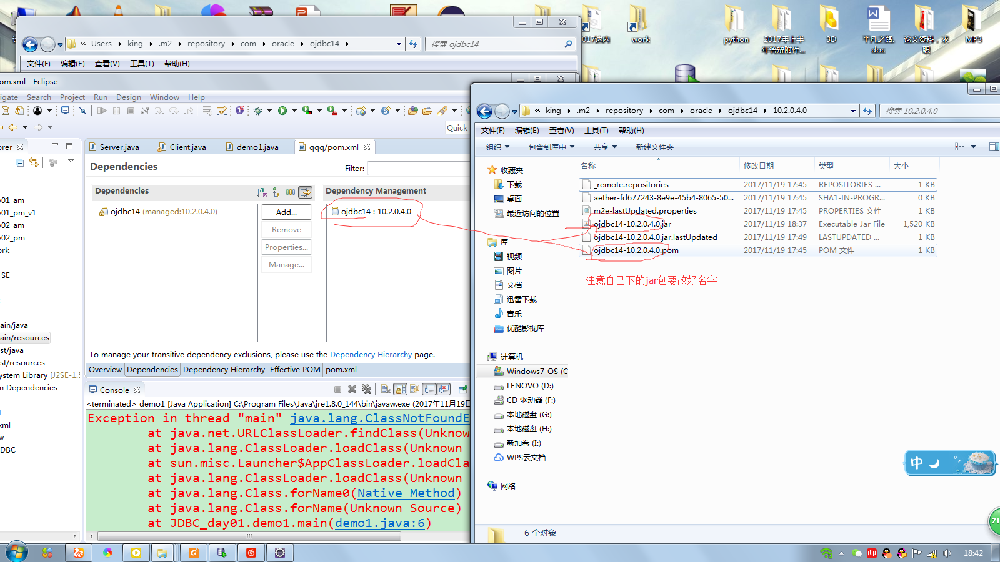 017达内
work
python
2017年上半年答辩附件...
3D
平凡之路.doc
论文资料，求职
MP3
« Users king .m2 repository com oracle ojdbc14
搜索 ojdbc14
文件(F) 编辑(E) 查看(V) 工具(T) 帮助(H)
pom.xml - Eclipse
igate Search Project Run Design Window Help
Quick
orer
Server.java Client.java demo1.java qqq/pom.xml
Dependencies
Filter:
Dependencies
Dependency Management
ojdbc14 (managed:10.2.0.4.0)
ojdbc14 : 10.2.0.4.0
Add...
Remove
Properties...
Manage...
y01_am
y01_pm_v1
y02_am
y02_pm
ork
_SE
ain/java
ain/resources
st/java
st/resources
ystem Library [J2SE-1.5
n Dependencies
t
xml
w
DBC
To manage your transitive dependency exclusions, please use the Dependency Hierarchy page.
Overview Dependencies Dependency Hierarchy Effective POM pom.xml
Console
<terminated> demo1 [Java Application] C:\Program Files\Java\jre1.8.0_144\bin\javaw.exe (2017年11月19日
Exception in thread "main" java.lang.ClassNotFoundE
at java.net.URLClassLoader.findClass(Unknow
at java.lang.ClassLoader.loadClass(Unknown
at sun.misc.Launcher$AppClassLoader.loadCla
at java.lang.ClassLoader.loadClass(Unknown
at java.lang.Class.forName0(Native Method)
at java.lang.Class.forName(Unknown Source)
at JDBC_day01.demo1.main(demo1.java:6)
« king .m2 repository com oracle ojdbc14 10.2.0.4.0
搜索 10.2.0.4.0
文件(F) 编辑(E) 查看(V) 工具(T) 帮助(H)
组织 包含到库中 共享 新建文件夹
收藏夹
下载
桌面
最近访问的位置
库
视频
图片
文档
迅雷下载
音乐
优酷影视库
计算机
Windows7_OS (C
LENOVO (D:)
CD 驱动器 (F:)
本地磁盘 (G:)
本地磁盘 (H:)
新加卷 (I:)
WPS云文档
网络
名称 修改日期 类型 大小
_remote.repositories 2017/11/19 17:45 REPOSITORIES ... 1 KB
aether-fd677243-8e9e-45b4-8065-50... 2017/11/19 17:45 SHA1-IN-PROGR... 0 KB
m2e-lastUpdated.properties 2017/11/19 17:45 PROPERTIES 文件 1 KB
ojdbc14-10.2.0.4.0.jar 2017/11/19 18:37 Executable Jar File 1,520 KB
ojdbc14-10.2.0.4.0.jar.lastUpdated 2017/11/19 17:49 LASTUPDATED ... 1 KB
ojdbc14-10.2.0.4.0.pom 2017/11/19 17:45 POM 文件 1 KB
注意自己下的jar包要改好名字
中
71
6 个对象
18:42